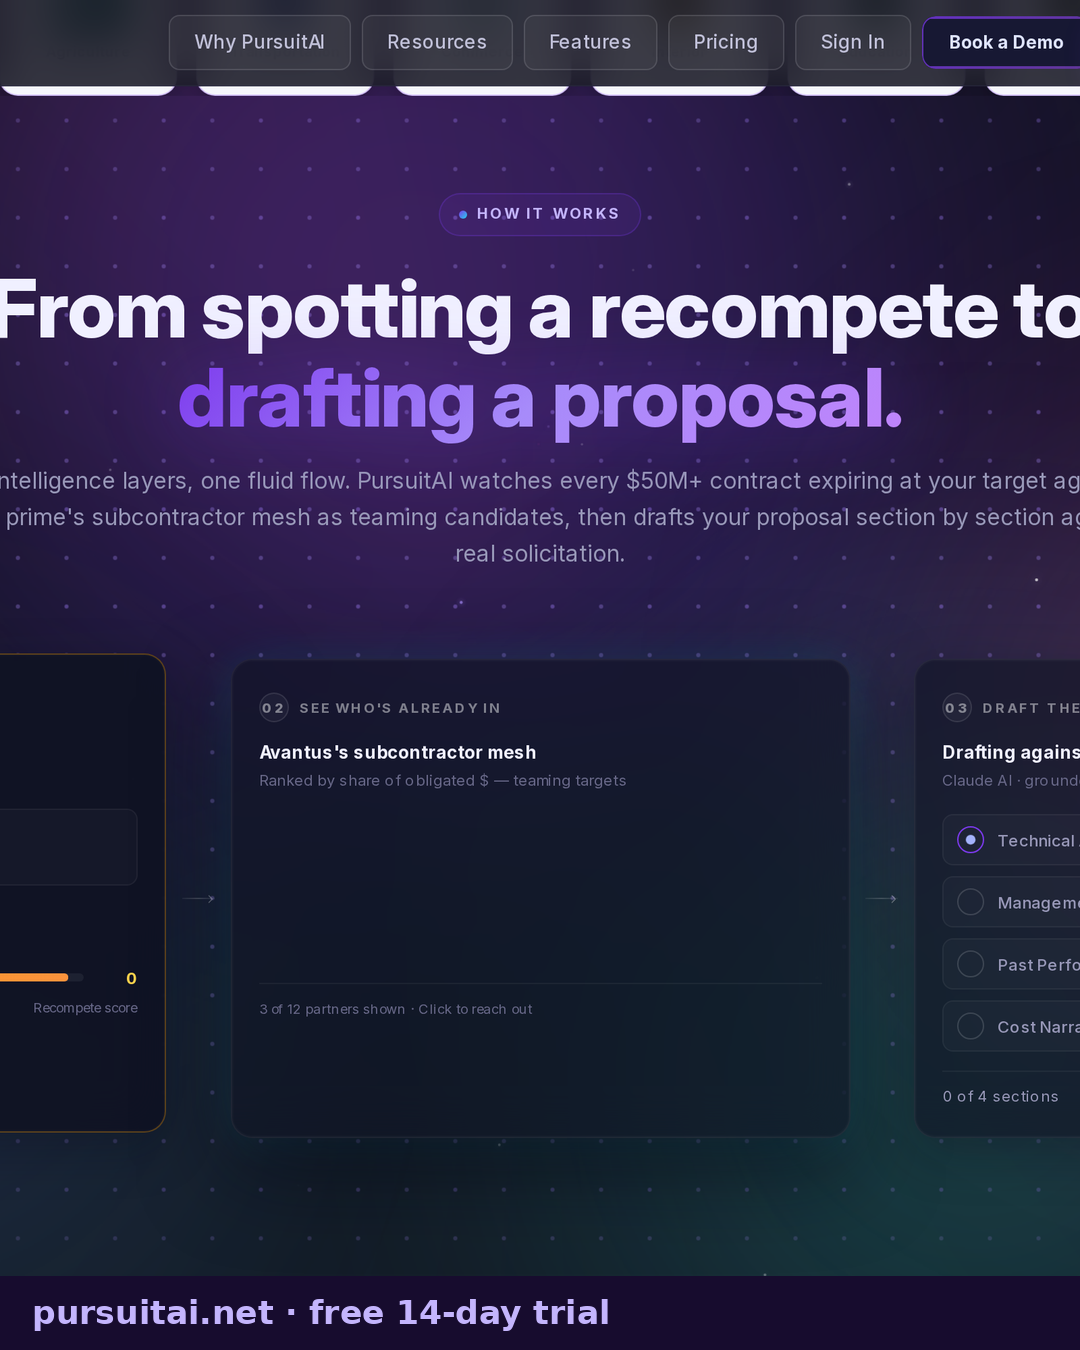 Why PursuitAI
Resources
Features
Pricing
Sign In
Book a Demo
HOW IT WORKS
From spotting a recompete to
drafting a proposal.
ntelligence layers, one fluid flow. PursuitAI watches every $50M+ contract expiring at your target ag
prime's subcontractor mesh as teaming candidates, then drafts your proposal section by section ag
real solicitation.
0
Recompete score
02 SEE WHO'S ALREADY IN
Avantus's subcontractor mesh
Ranked by share of obligated $ — teaming targets
3 of 12 partners shown · Click to reach out
03 DRAFT THE
Drafting agains
Claude AI · ground
Technical
Managem
Past Perfo
Cost Narra
0 of 4 sections
pursuitai.net · free 14-day trial